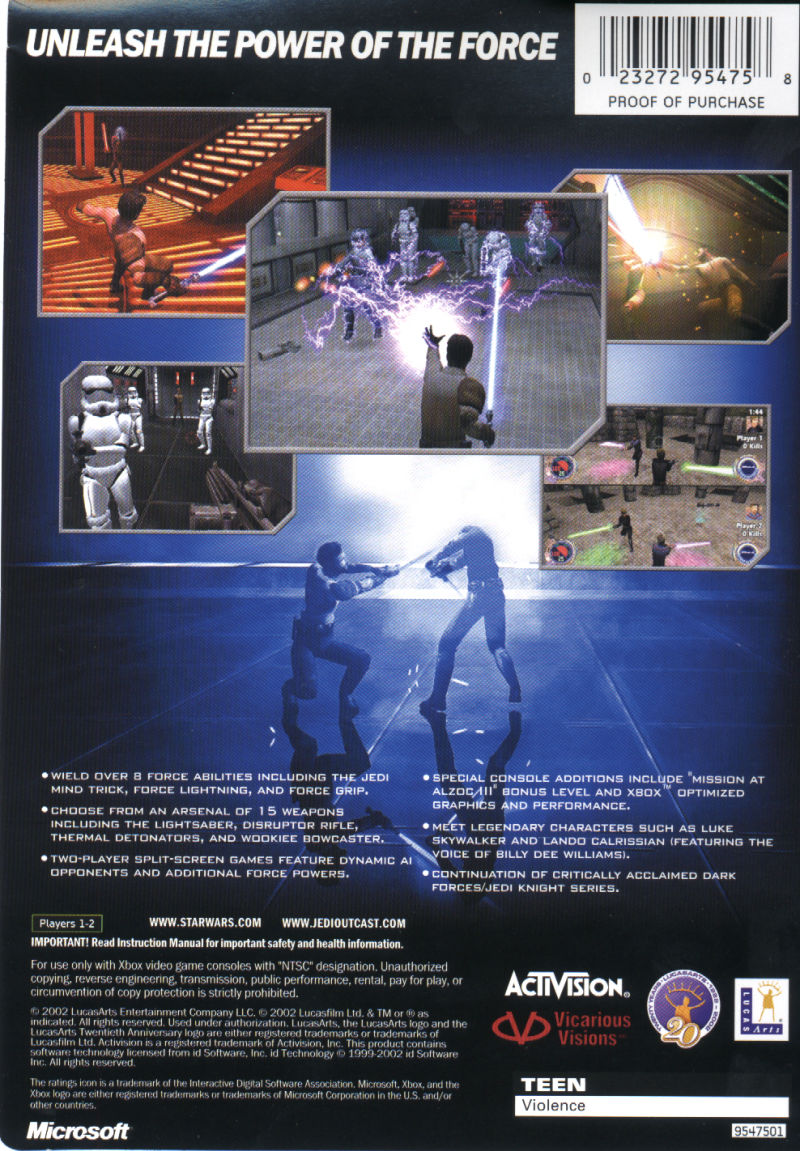 UNLEASH THE POWER OF THE FORCE
0 23272 95475 8
PROOF OF PURCHASE
1:44
Player 1
0 Kills
Player 2
0 Kills
• WIELD OVER 8 FORCE ABILITIES INCLUDING THE JEDI
MIND TRICK, FORCE LIGHTNING, AND FORCE GRIP.
• CHOOSE FROM AN ARSENAL OF 15 WEAPONS
INCLUDING THE LIGHTSABER, DISRUPTOR RIFLE,
THERMAL DETONATORS, AND WOOKIEE BOWCASTER.
• TWO-PLAYER SPLIT-SCREEN GAMES FEATURE DYNAMIC AI
OPPONENTS AND ADDITIONAL FORCE POWERS.
• SPECIAL CONSOLE ADDITIONS INCLUDE "MISSION AT
ALZOC III" BONUS LEVEL AND XBOX™ OPTIMIZED
GRAPHICS AND PERFORMANCE.
• MEET LEGENDARY CHARACTERS SUCH AS LUKE
SKYWALKER AND LANDO CALRISSIAN (FEATURING THE
VOICE OF BILLY DEE WILLIAMS).
• CONTINUATION OF CRITICALLY ACCLAIMED DARK
FORCES/JEDI KNIGHT SERIES.
Players 1-2
WWW.STARWARS.COM WWW.JEDIOUTCAST.COM
IMPORTANT! Read Instruction Manual for important safety and health information.
For use only with Xbox video game consoles with "NTSC" designation. Unauthorized
copying, reverse engineering, transmission, public performance, rental, pay for play, or
circumvention of copy protection is strictly prohibited.
© 2002 LucasArts Entertainment Company LLC. © 2002 Lucasfilm Ltd. & TM or ® as
indicated. All rights reserved. Used under authorization. LucasArts, the LucasArts logo and the
LucasArts Twentieth Anniversary logo are either registered trademarks or trademarks of
Lucasfilm Ltd. Activision is a registered trademark of Activision, Inc. This product contains
software technology licensed from id Software, Inc. id Technology © 1999-2002 id Software
Inc. All rights reserved.
The ratings icon is a trademark of the Interactive Digital Software Association. Microsoft, Xbox, and the
Xbox logo are either registered trademarks or trademarks of Microsoft Corporation in the U.S. and/or
other countries.
Microsoft
ACTIVISION®
Vicarious
Visions™
20
LUCAS
Arts
TEEN
Violence
9547501